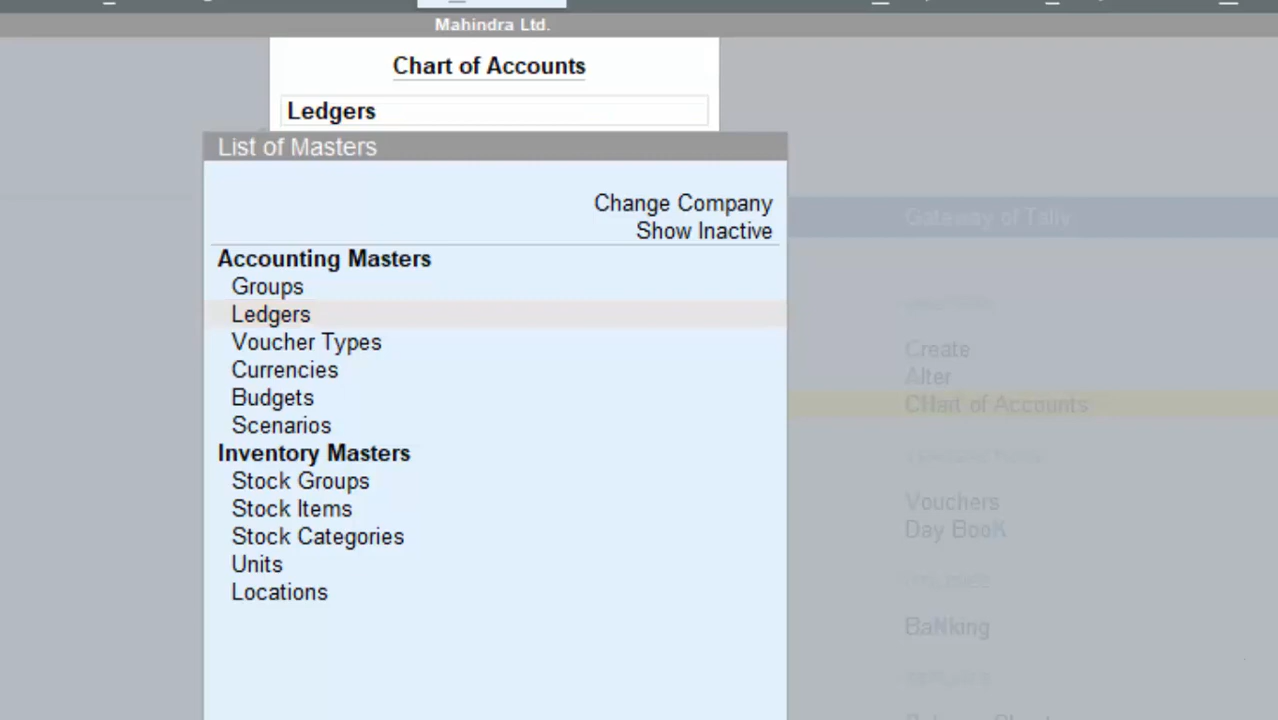 Mahindra Ltd.
Chart of Accounts
Ledgers
List of Masters
Change Company
Show Inactive
Accounting Masters
Groups
Ledgers
Voucher Types
Currencies
Budgets
Scenarios
Inventory Masters
Stock Groups
Stock Items
Stock Categories
Units
Locations
Gateway of Tally
Create
Alter
CHart of Accounts
Vouchers
Day BooK
BaNking